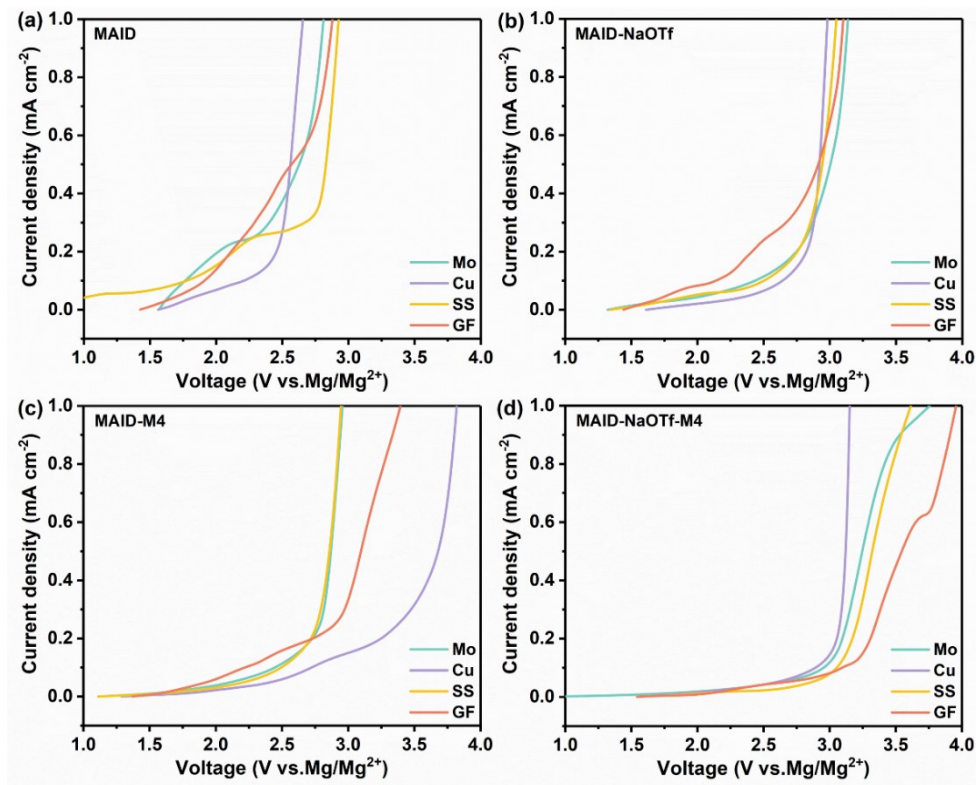 (a) MAID
Current density (mA cm⁻²)
1.0
0.8
0.6
0.4
0.2
0.0
Mo
Cu
SS
GF
1.0 1.5 2.0 2.5 3.0 3.5 4.0
Voltage (V vs.Mg/Mg²⁺)
(b) MAID-NaOTf
Current density (mA cm⁻²)
1.0
0.8
0.6
0.4
0.2
0.0
Mo
Cu
SS
GF
1.0 1.5 2.0 2.5 3.0 3.5 4.0
Voltage (V vs.Mg/Mg²⁺)
(c) MAID-M4
Current density (mA cm⁻²)
1.0
0.8
0.6
0.4
0.2
0.0
Mo
Cu
SS
GF
1.0 1.5 2.0 2.5 3.0 3.5 4.0
Voltage (V vs.Mg/Mg²⁺)
(d) MAID-NaOTf-M4
Current density (mA cm⁻²)
1.0
0.8
0.6
0.4
0.2
0.0
Mo
Cu
SS
GF
1.0 1.5 2.0 2.5 3.0 3.5 4.0
Voltage (V vs.Mg/Mg²⁺)